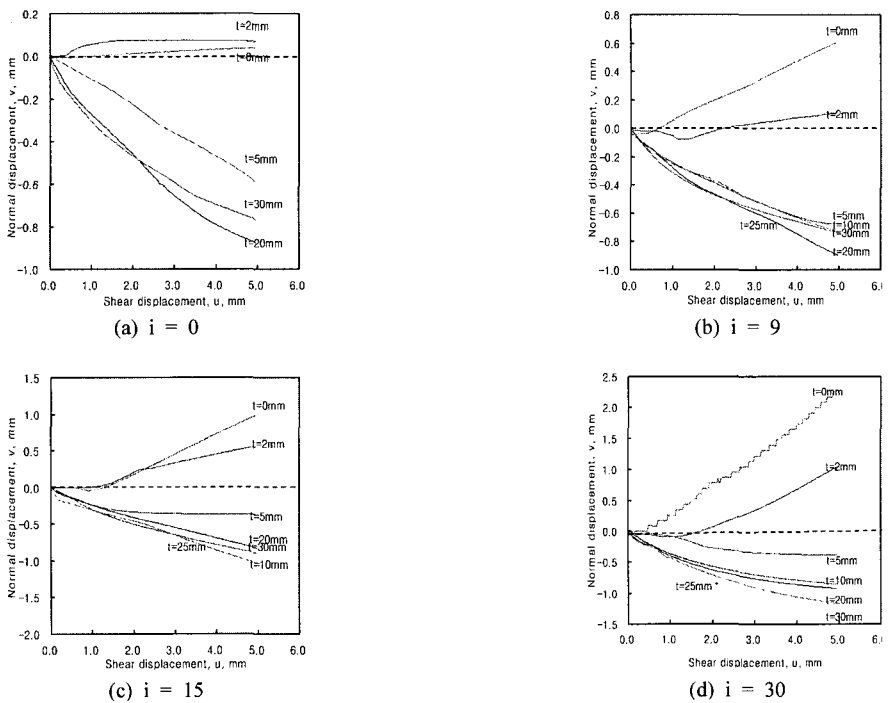 Normal displacement, v, mm
0.2
0.0
-0.2
-0.4
-0.6
-0.8
-1.0
t=2mm
t=0mm
t=5mm
t=30mm
t=20mm
0.0 1.0 2.0 3.0 4.0 5.0 6.0
Shear displacement, u, mm
(a) i = 0
Normal displacement, v, mm
0.8
0.6
0.4
0.2
0.0
-0.2
-0.4
-0.6
-0.8
-1.0
t=0mm
t=2mm
t=5mm
t=10mm
t=25mm
t=30mm
t=20mm
0.0 1.0 2.0 3.0 4.0 5.0 6.0
Shear displacement, u, mm
(b) i = 9
Normal displacement, v, mm
1.5
1.0
0.5
0.0
-0.5
-1.0
-1.5
-2.0
t=0mm
t=2mm
t=5mm
t=20mm
t=25mm
t=30mm
t=10mm
0.0 1.0 2.0 3.0 4.0 5.0 6.0
Shear displacement, u, mm
(c) i = 15
Normal displacement, v, mm
2.5
2.0
1.5
1.0
0.5
0.0
-0.5
-1.0
-1.5
t=0mm
t=2mm
t=5mm
t=10mm
t=25mm
t=20mm
t=30mm
0.0 1.0 2.0 3.0 4.0 5.0 6.0
Shear displacement, u, mm
(d) i = 30